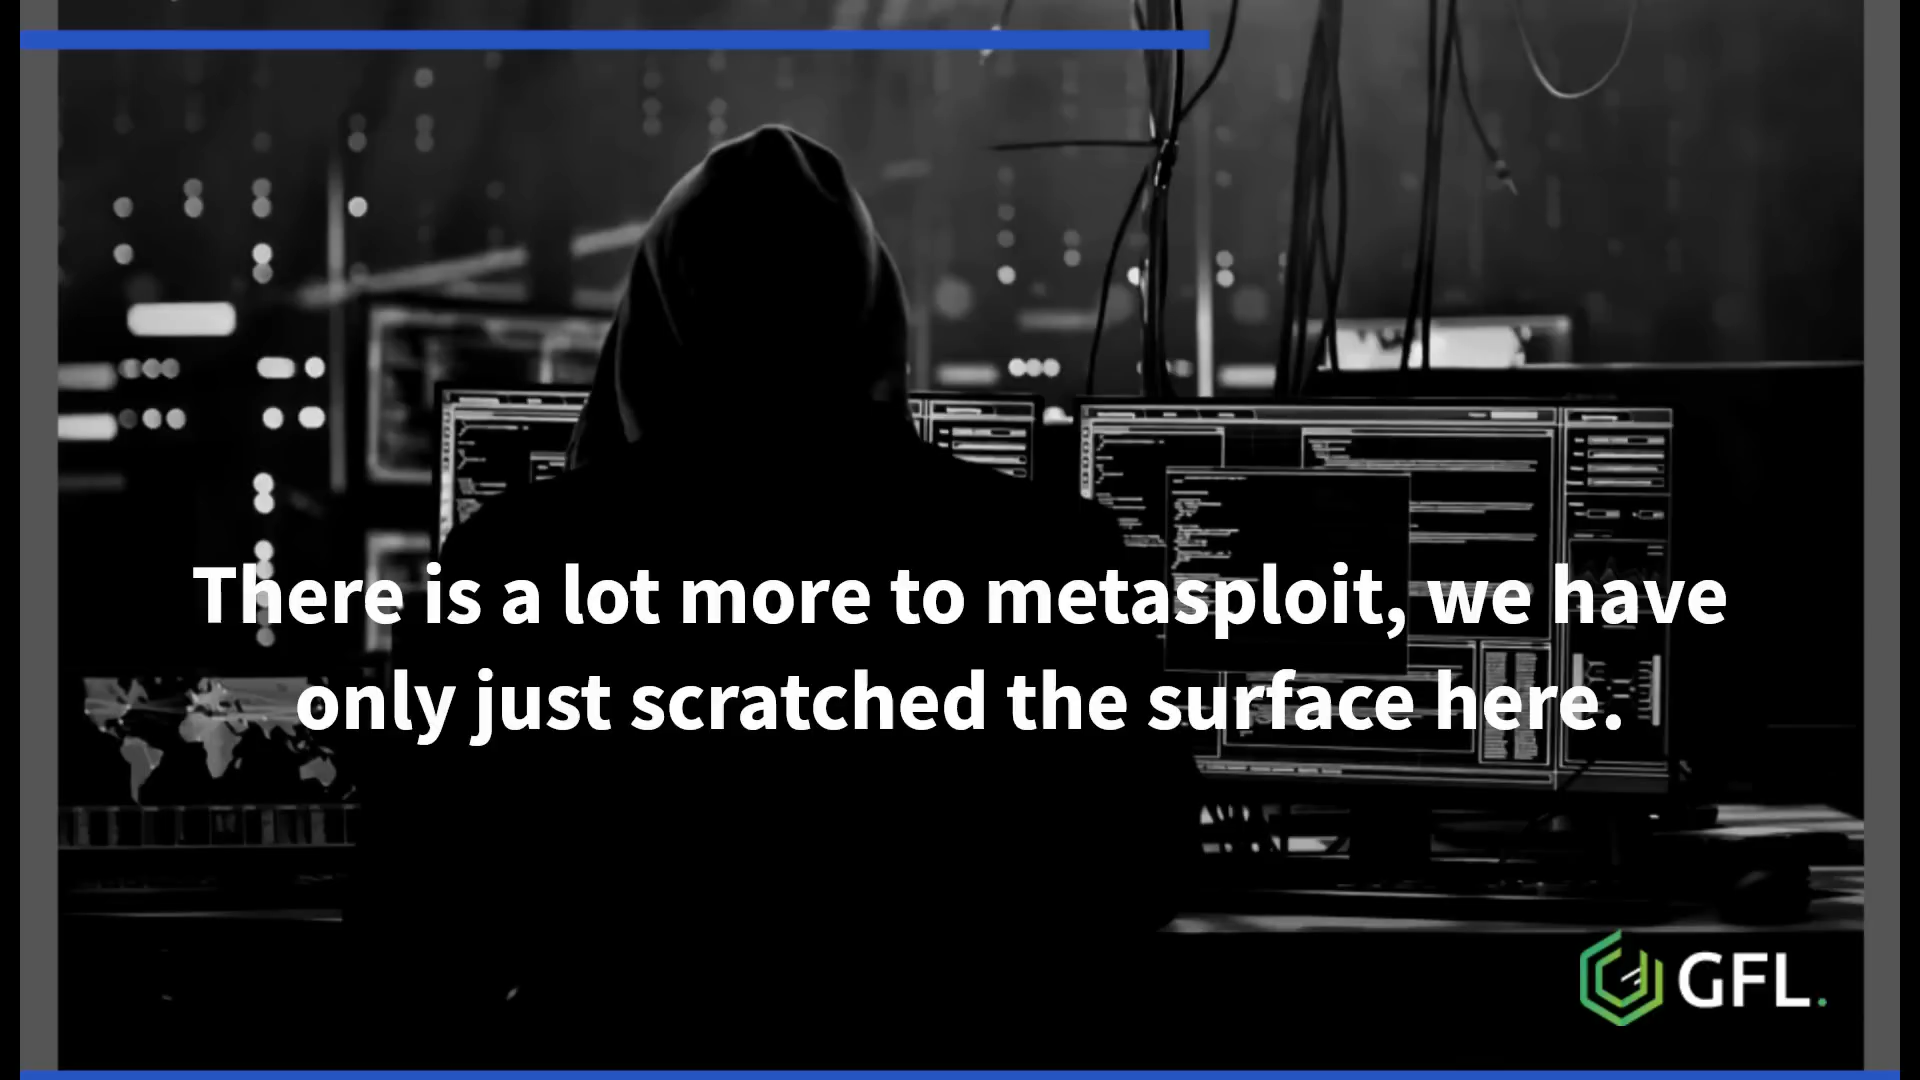 There is a lot more to metasploit, we have
only just scratched the surface here.
GFL.